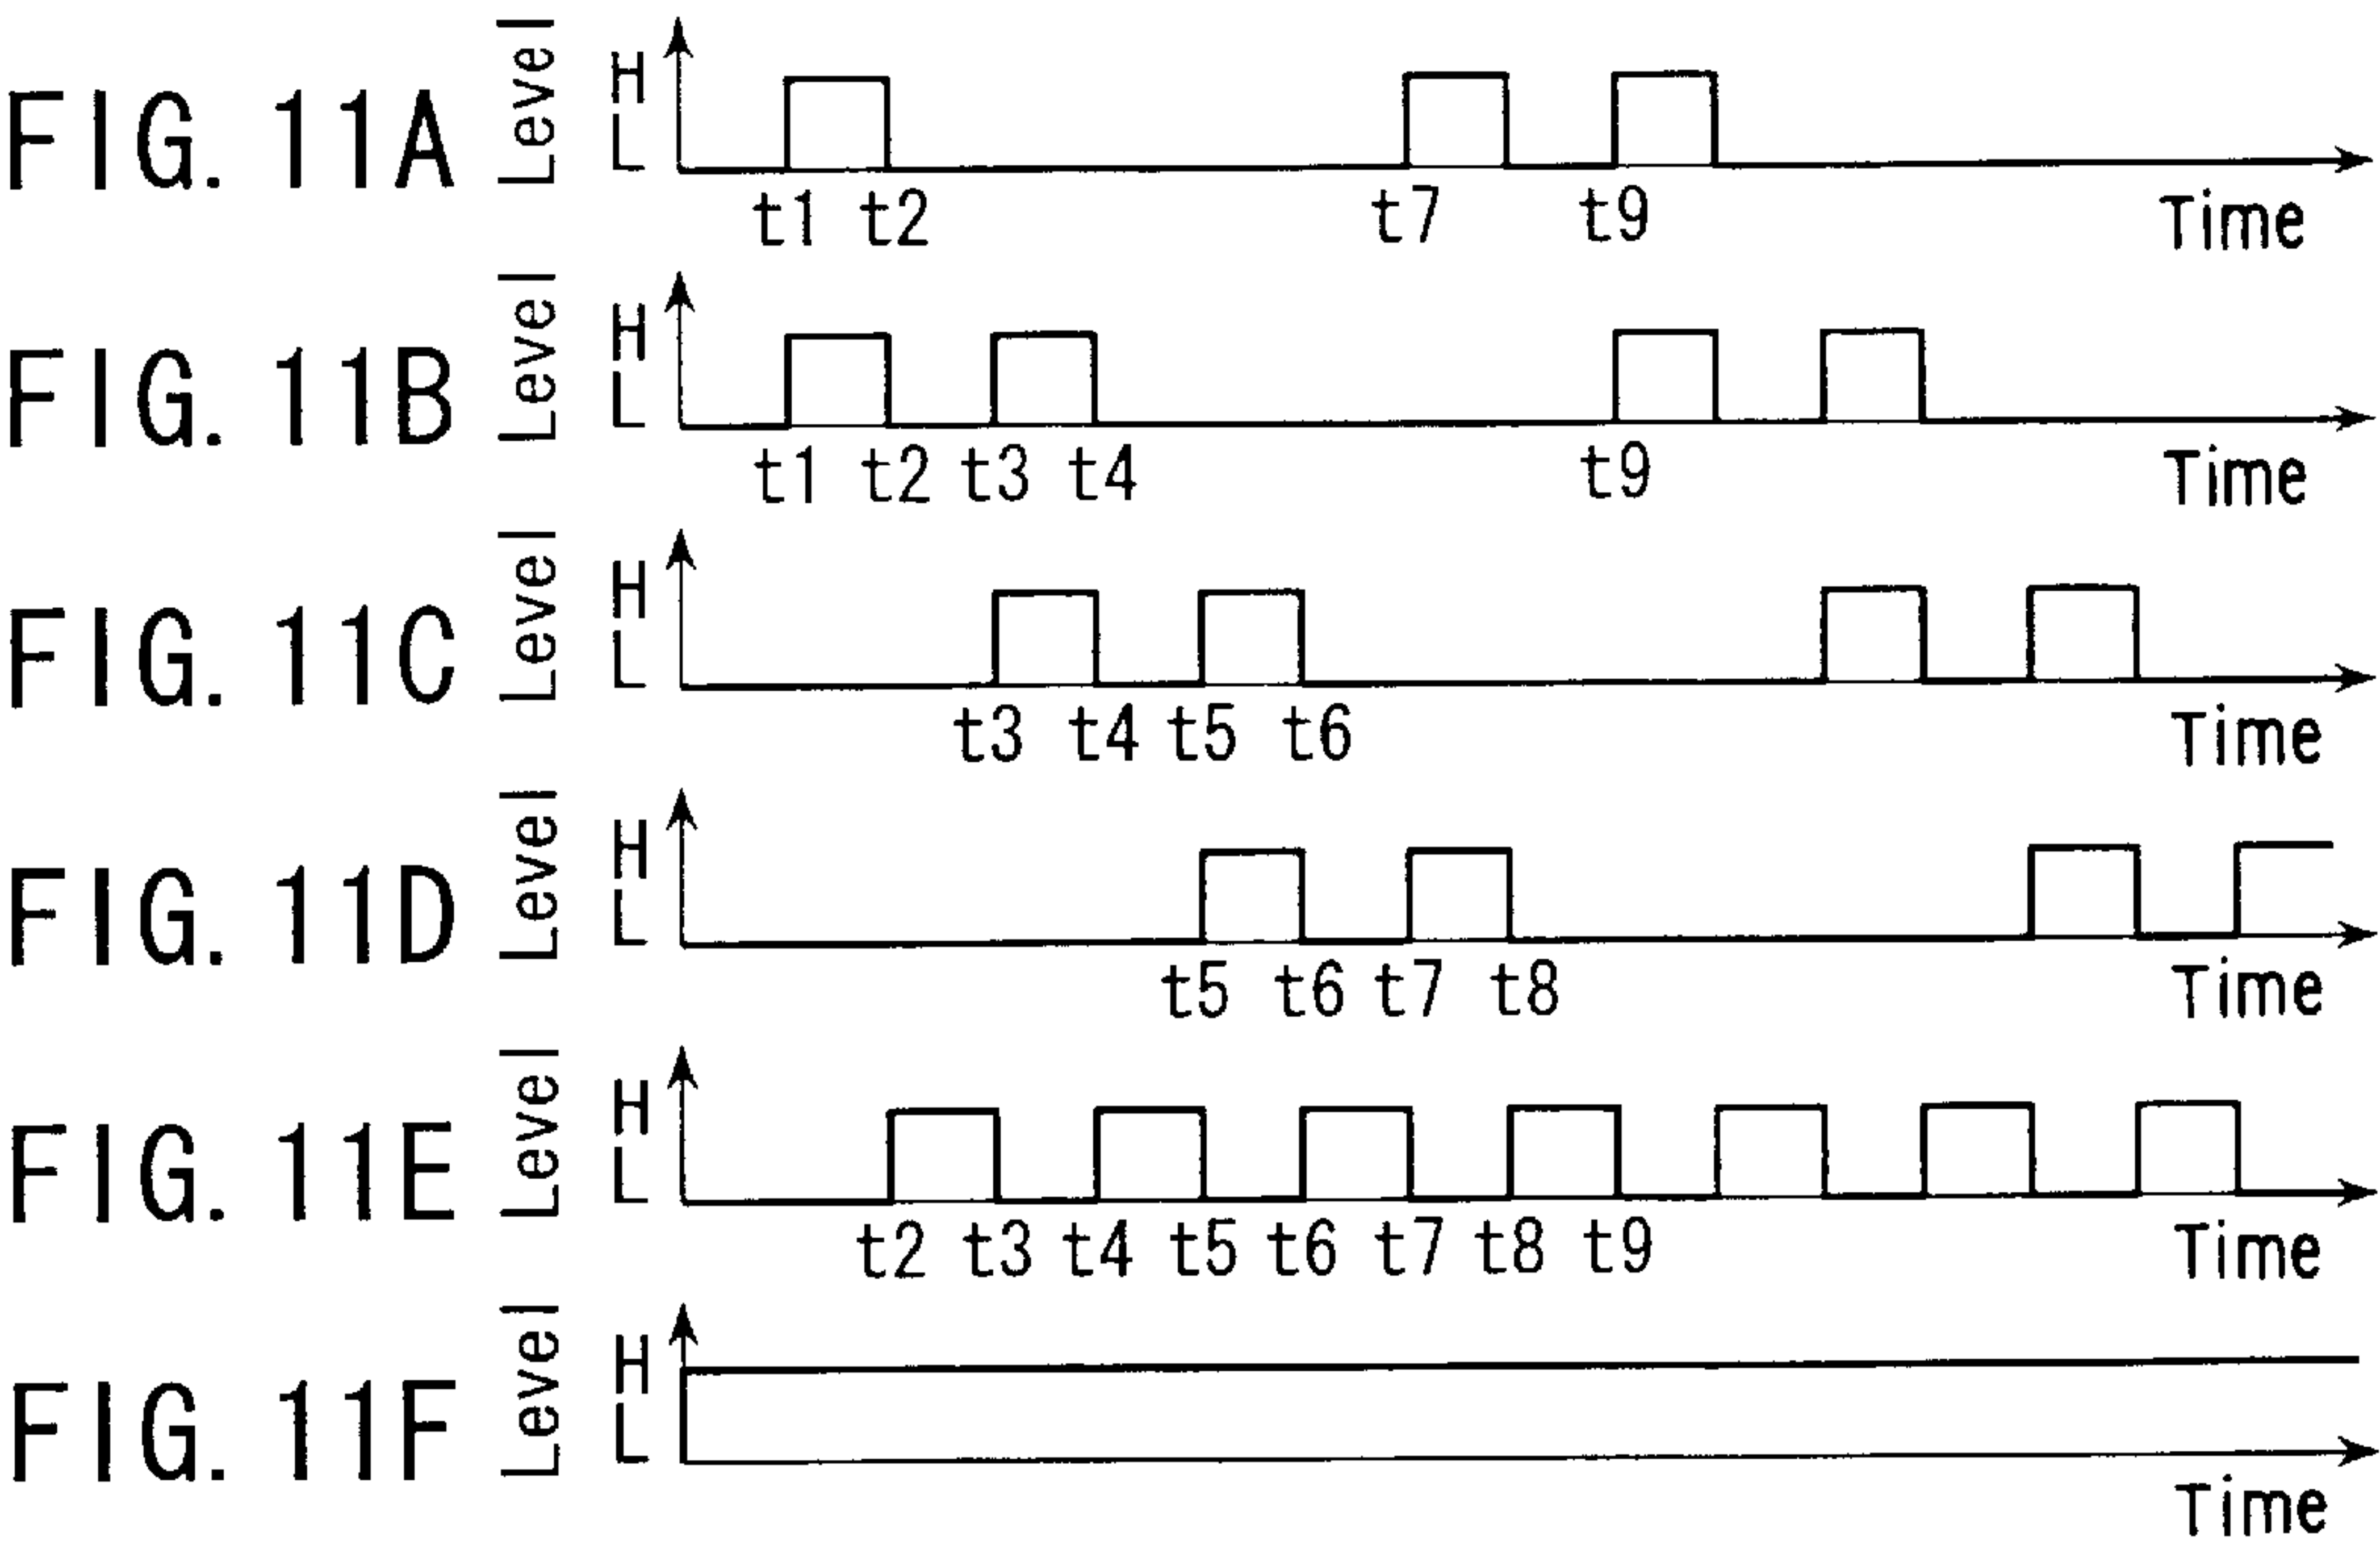 FIG. 11A Level H L
t1 t2 t7 t9 Time
FIG. 11B Level H L
t1 t2 t3 t4 t9 Time
FIG. 11C Level H L
t3 t4 t5 t6 Time
FIG. 11D Level H L
t5 t6 t7 t8 Time
FIG. 11E Level H L
t2 t3 t4 t5 t6 t7 t8 t9 Time
FIG. 11F Level H L
Time